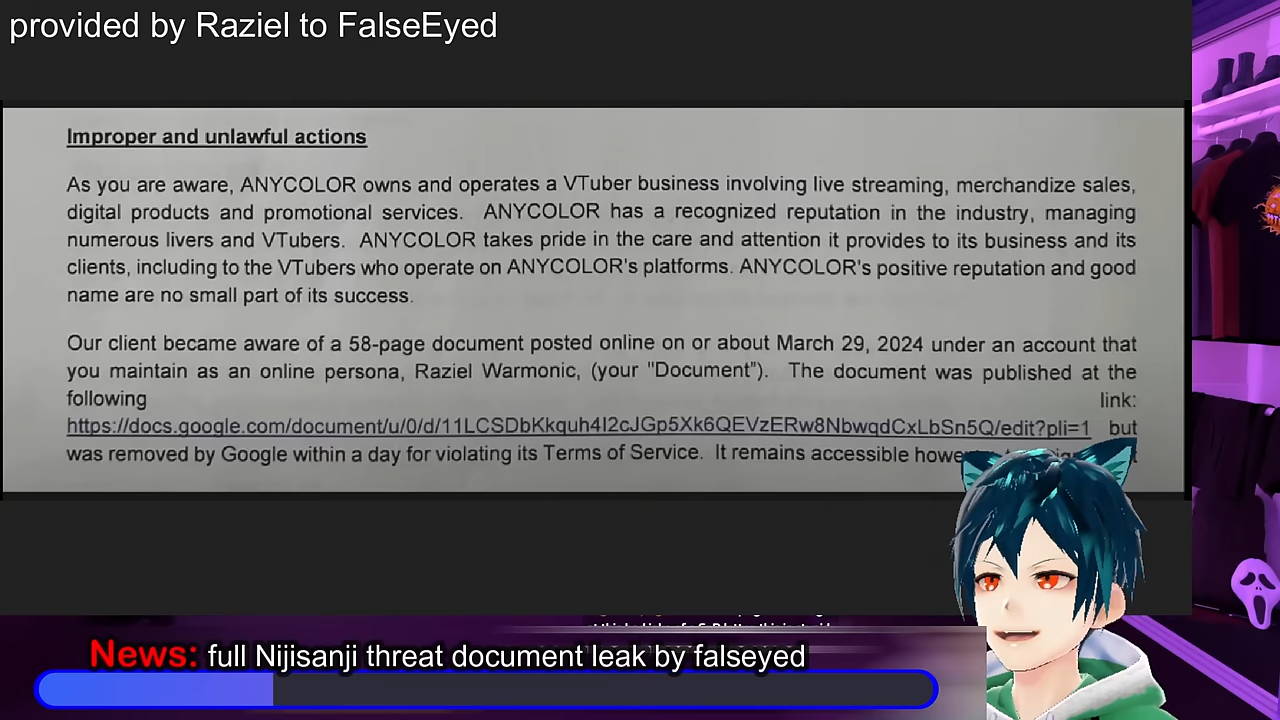 provided by Raziel to FalseEyed
Improper and unlawful actions
As you are aware, ANYCOLOR owns and operates a VTuber business involving live streaming, merchandize sales,
digital products and promotional services. ANYCOLOR has a recognized reputation in the industry, managing
numerous livers and VTubers. ANYCOLOR takes pride in the care and attention it provides to its business and its
clients, including to the VTubers who operate on ANYCOLOR's platforms. ANYCOLOR's positive reputation and good
name are no small part of its success.
Our client became aware of a 58-page document posted online on or about March 29, 2024 under an account that
you maintain as an online persona, Raziel Warmonic, (your "Document"). The document was published at the
following link:
https://docs.google.com/document/u/0/d/11LCSDbKkquh4I2cJGp5Xk6QEVzERw8NbwqdCxLbSn5Q/edit?pli=1 but
was removed by Google within a day for violating its Terms of Service. It remains accessible
News: full Nijisanji threat document leak by falseyed